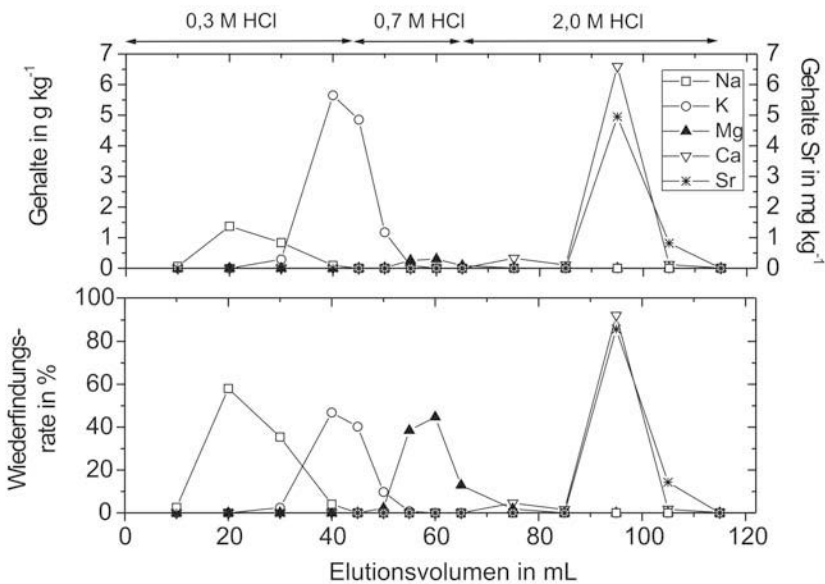 0,3 M HCl 0,7 M HCl 2,0 M HCl
7 7
6 6
5 5
4 4
3 3
2 2
1 1
0 0
Gehalte in g kg-1
Gehalte Sr in mg kg-1
Na
K
Mg
Ca
Sr
100
80
60
40
20
0
Wiederfindungs-
rate in %
0 20 40 60 80 100 120
Elutionsvolumen in mL